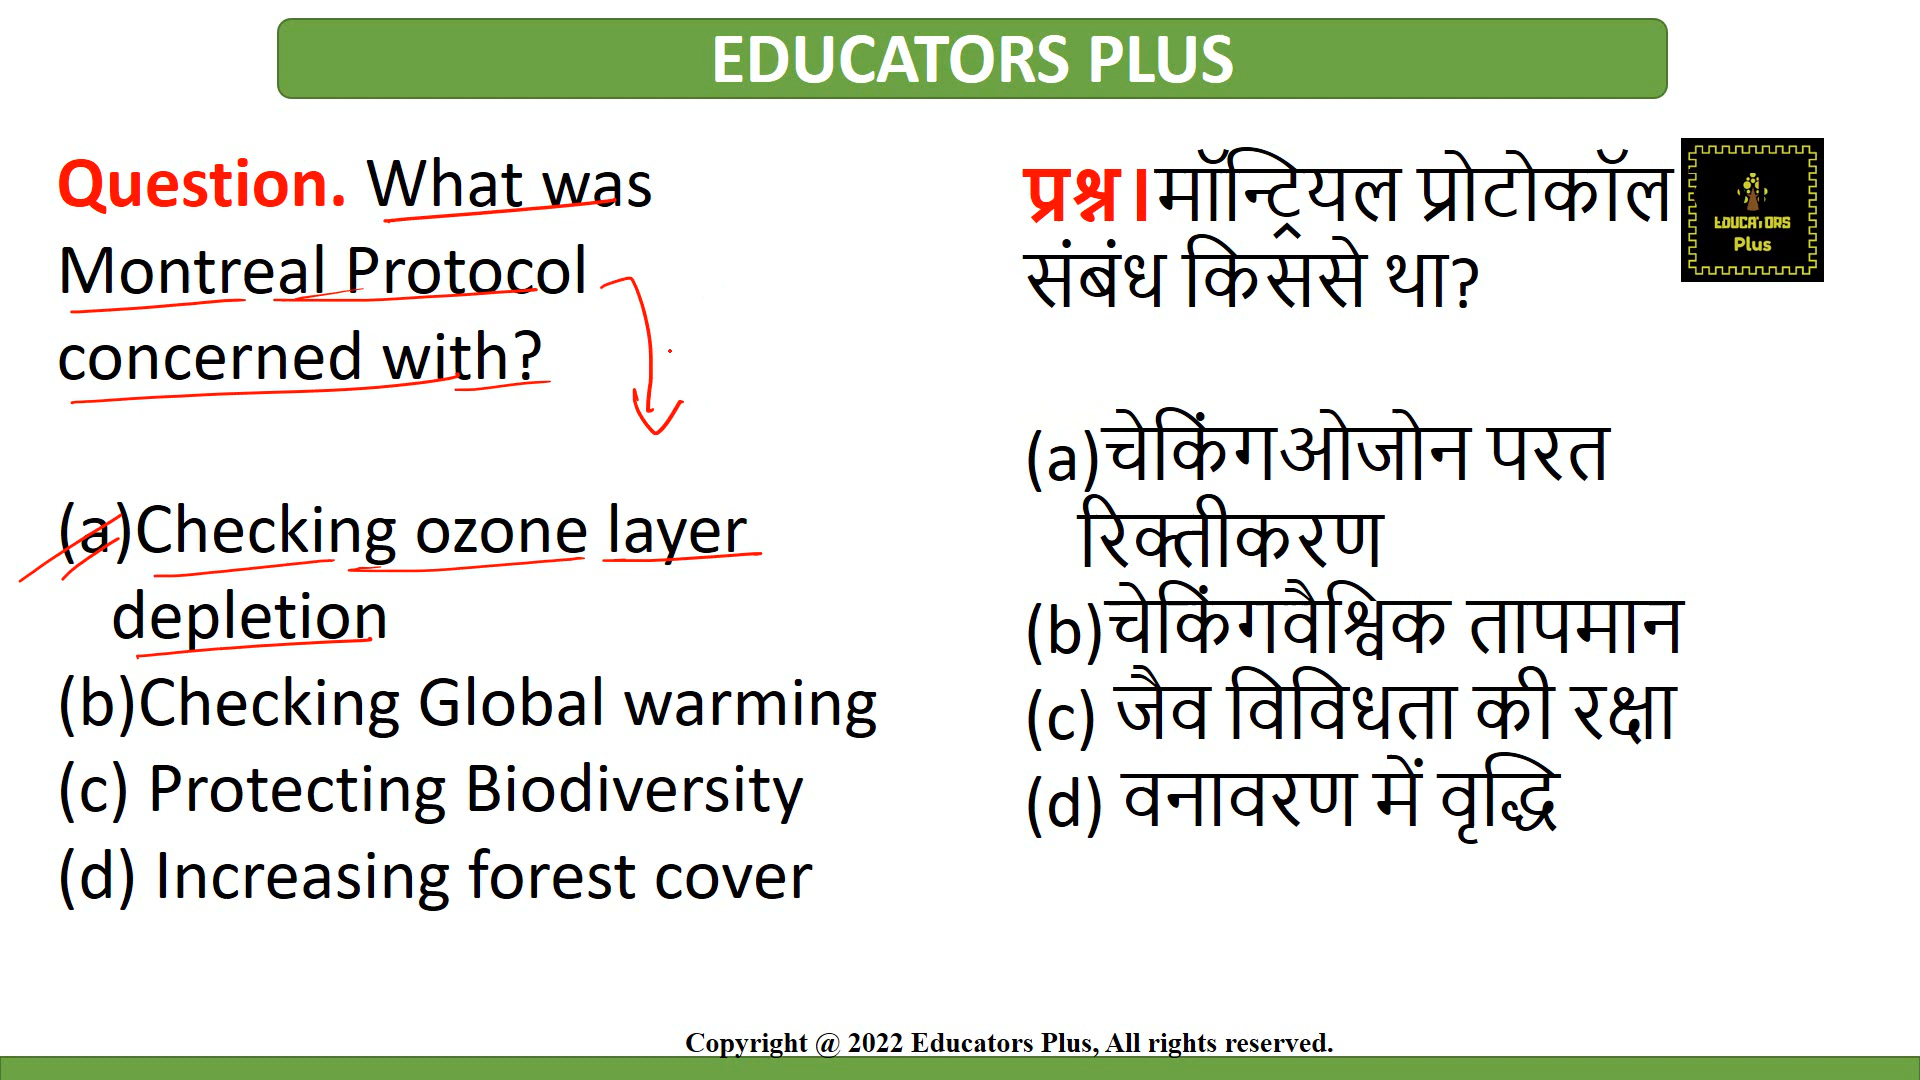 EDUCATORS PLUS
Question. What was
Montreal Protocol
concerned with?
(a)Checking ozone layer
depletion
(b)Checking Global warming
(c) Protecting Biodiversity
(d) Increasing forest cover
प्रश्न।मॉन्ट्रियल प्रोटोकॉल
संबंध किससे था?
(a)चेकिंगओजोन परत
रिक्तीकरण
(b)चेकिंगवैश्विक तापमान
(c) जैव विविधता की रक्षा
(d) वनावरण में वृद्धि
EDUCATORS
Plus
Copyright @ 2022 Educators Plus, All rights reserved.